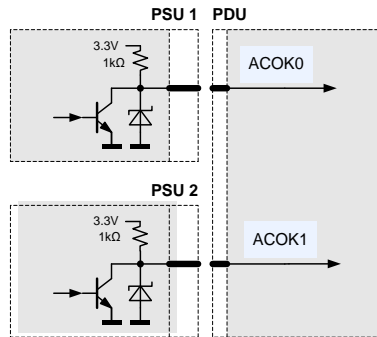 PSU 1 PDU
3.3V
1kΩ
ACOK0
PSU 2
3.3V
1kΩ
ACOK1